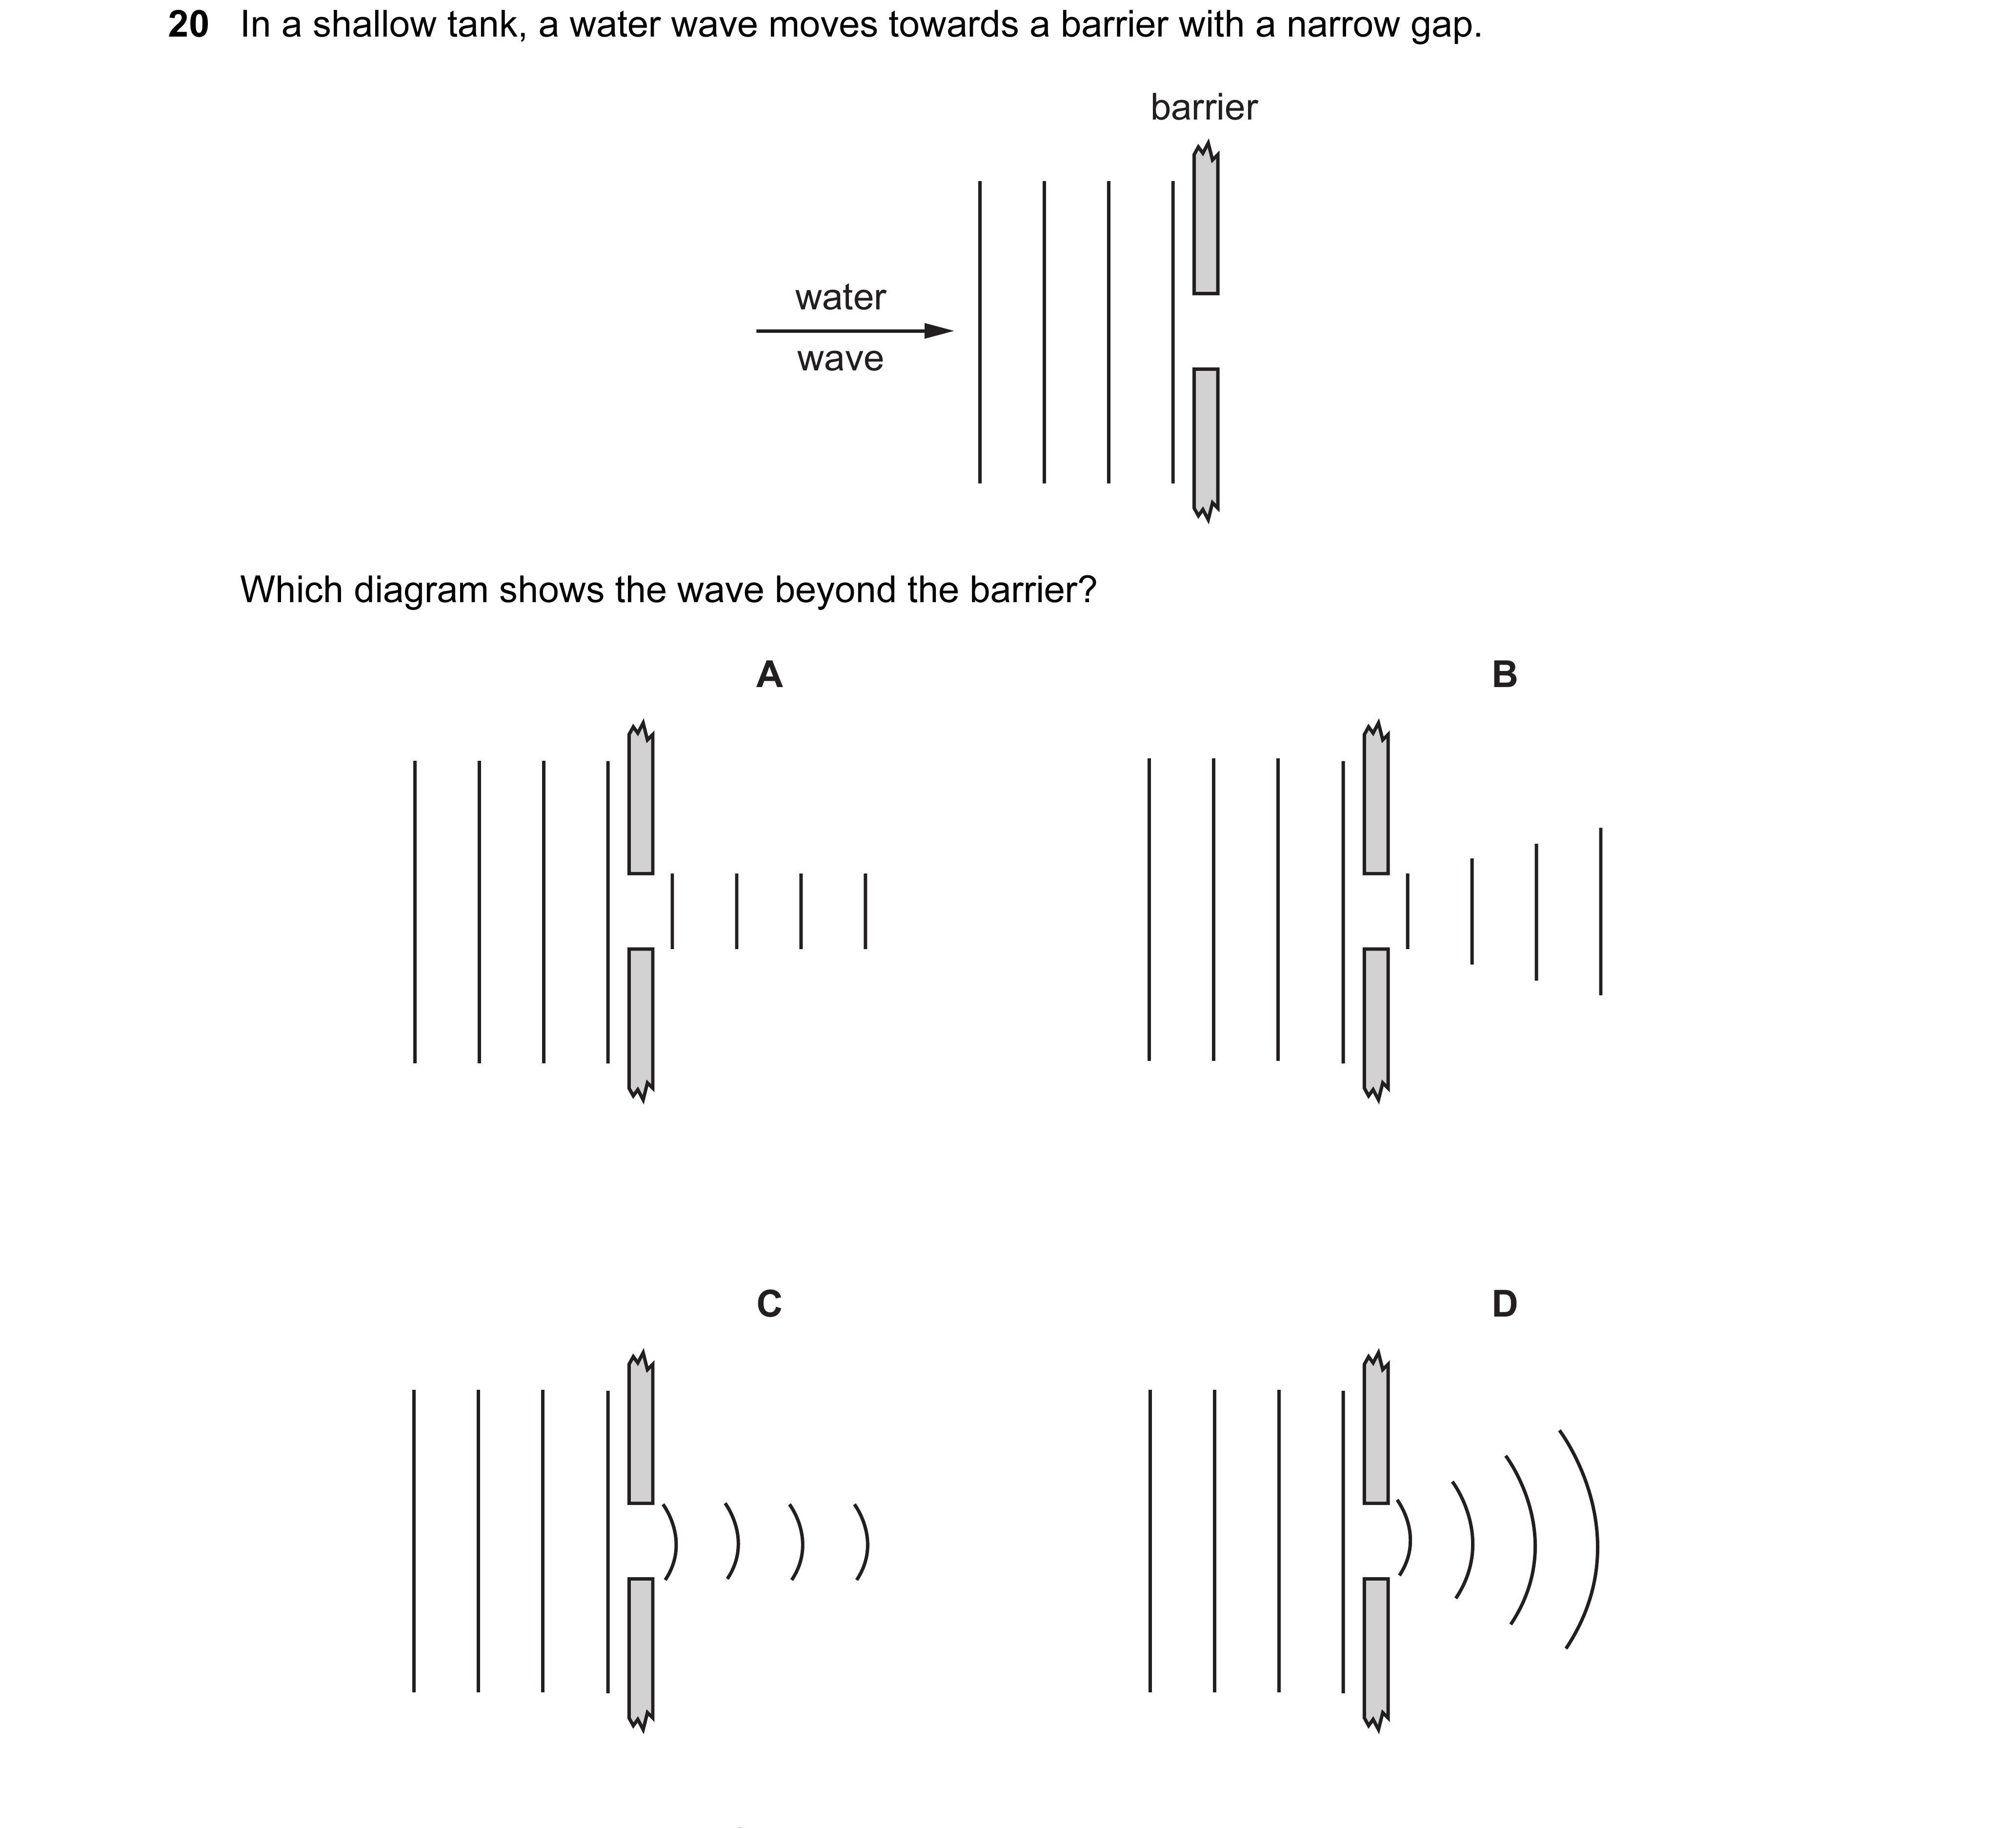 20 In a shallow tank, a water wave moves towards a barrier with a narrow gap.
barrier
water
wave
Which diagram shows the wave beyond the barrier?
A
B
C
D